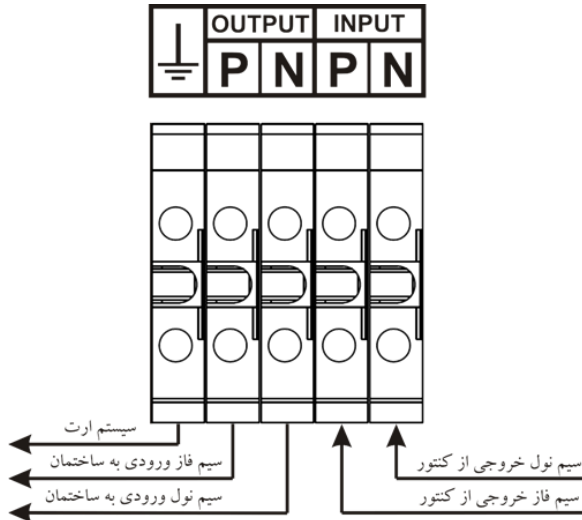 OUTPUT INPUT
P N P N
سیستم ارت
سیم فاز ورودی به ساختمان
سیم نول ورودی به ساختمان
سیم نول خروجی از کنتور
سیم فاز خروجی از کنتور